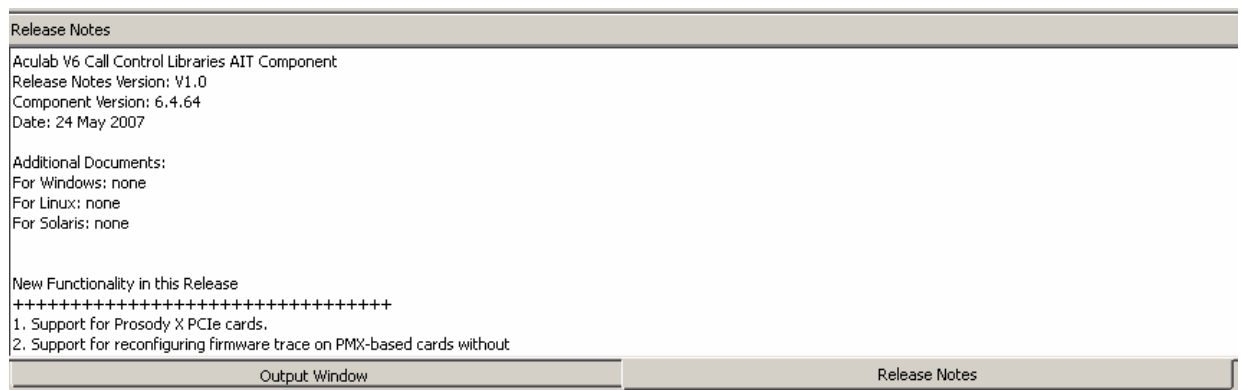 Release Notes
Aculab V6 Call Control Libraries AIT Component
Release Notes Version: V1.0
Component Version: 6.4.64
Date: 24 May 2007
Additional Documents:
For Windows: none
For Linux: none
For Solaris: none
New Functionality in this Release
+++++++++++++++++++++++++++++++++
1. Support for Prosody X PCIe cards.
2. Support for reconfiguring firmware trace on PMX-based cards without
Output Window
Release Notes